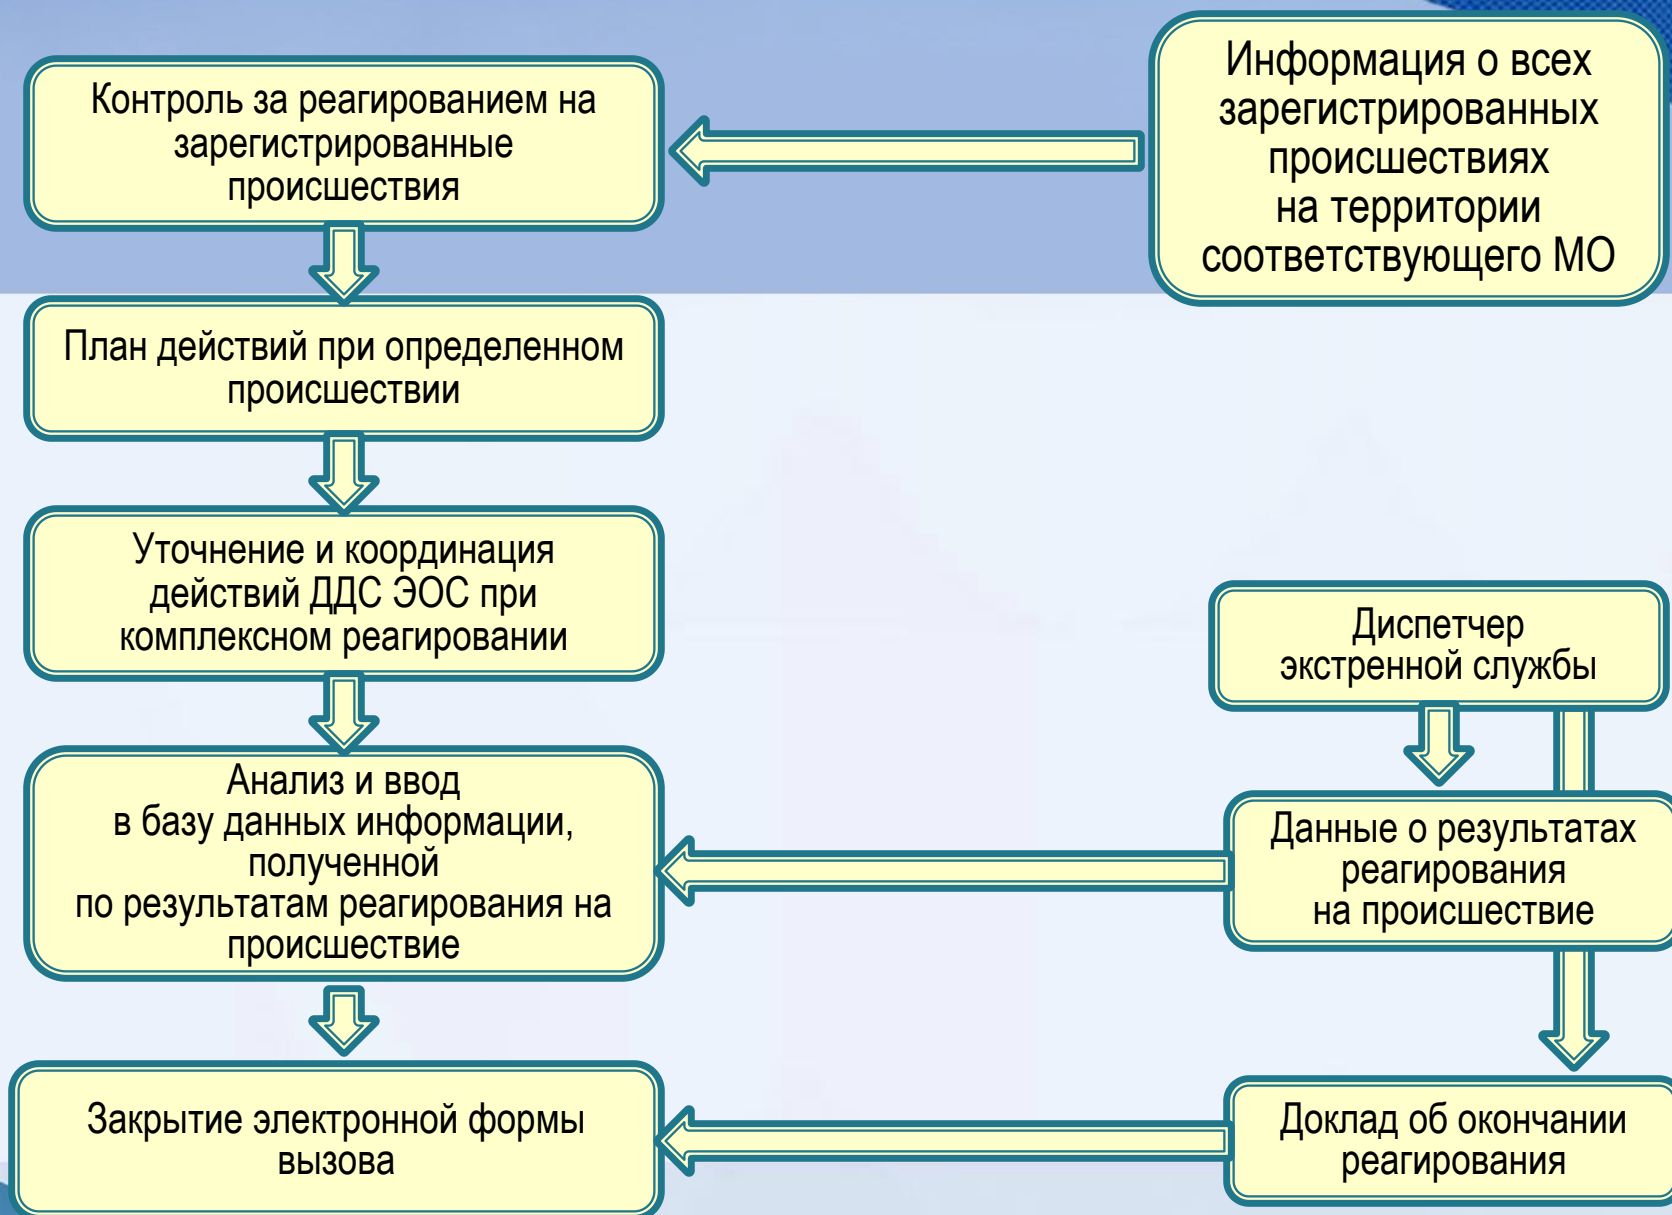 Контроль за реагированием на
зарегистрированные
происшествия
Информация о всех
зарегистрированных
происшествиях
на территории
соответствующего МО
План действий при определенном
происшествии
Уточнение и координация
действий ДДС ЭОС при
комплексном реагировании
Диспетчер
экстренной службы
Анализ и ввод
в базу данных информации,
полученной
по результатам реагирования на
происшествие
Данные о результатах
реагирования
на происшествие
Закрытие электронной формы
вызова
Доклад об окончании
реагирования